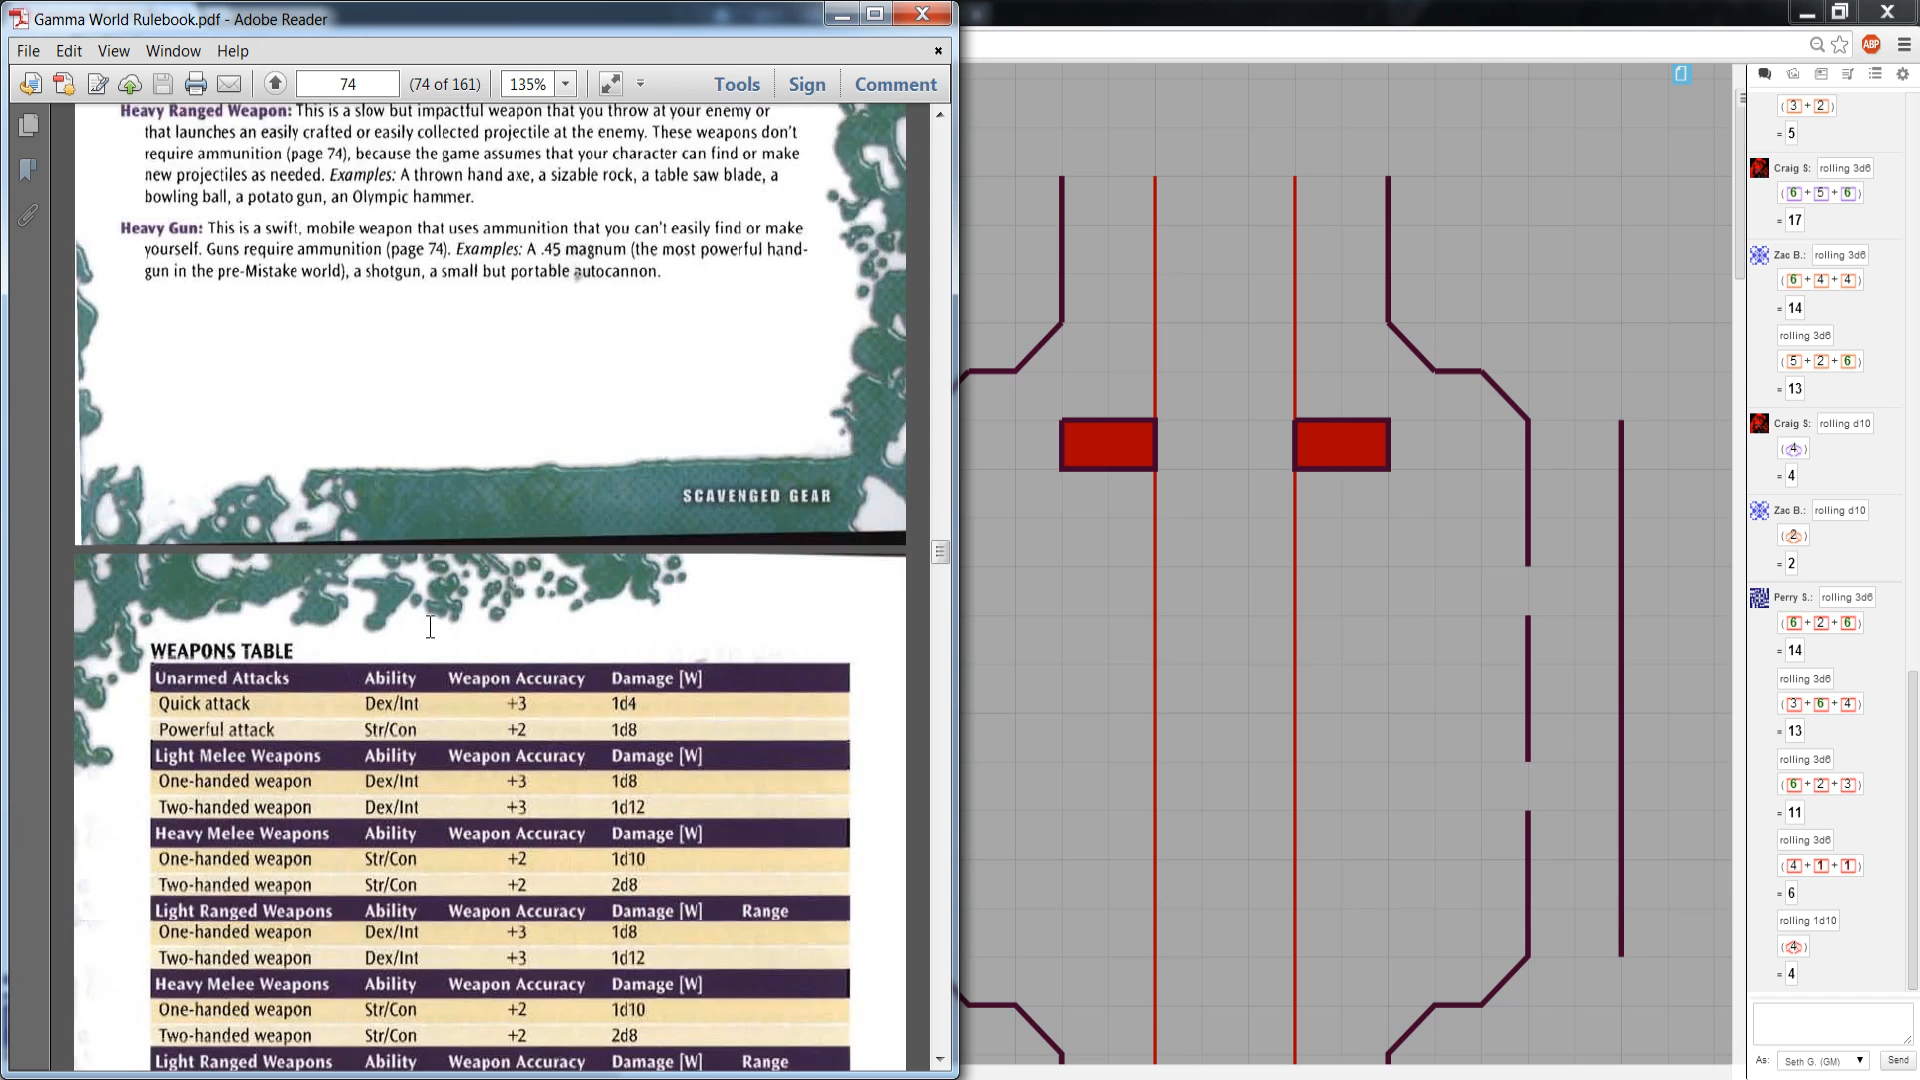 Gamma World Rulebook.pdf - Adobe Reader
File Edit View Window Help
74 (74 of 161) 135% Tools Sign Comment
Heavy Ranged Weapon: This is a slow but impactful weapon that you throw at your enemy or
that launches an easily crafted or easily collected projectile at the enemy. These weapons don't
require ammunition (page 74), because the game assumes that your character can find or make
new projectiles as needed. Examples: A thrown hand axe, a sizable rock, a table saw blade, a
bowling ball, a potato gun, an Olympic hammer.
Heavy Gun: This is a swift, mobile weapon that uses ammunition that you can't easily find or make
yourself. Guns require ammunition (page 74). Examples: A .45 magnum (the most powerful hand-
gun in the pre-Mistake world), a shotgun, a small but portable autocannon.
SCAVENGED GEAR
WEAPONS TABLE
Unarmed Attacks Ability Weapon Accuracy Damage [W]
Quick attack Dex/Int +3 1d4
Powerful attack Str/Con +2 1d8
Light Melee Weapons Ability Weapon Accuracy Damage [W]
One-handed weapon Dex/Int +3 1d8
Two-handed weapon Dex/Int +3 1d12
Heavy Melee Weapons Ability Weapon Accuracy Damage [W]
One-handed weapon Str/Con +2 1d10
Two-handed weapon Str/Con +2 2d8
Light Ranged Weapons Ability Weapon Accuracy Damage [W] Range
One-handed weapon Dex/Int +3 1d8
Two-handed weapon Dex/Int +3 1d12
Heavy Melee Weapons Ability Weapon Accuracy Damage [W]
One-handed weapon Str/Con +2 1d10
Two-handed weapon Str/Con +2 2d8
Light Ranged Weapons Ability Weapon Accuracy Damage [W] Range
ABP
(3+2)
= 5
Craig S: rolling 3d6
(6+5+6)
= 17
Zac B.: rolling 3d6
(6+4+4)
= 14
rolling 3d6
(5+2+6)
= 13
Craig S: rolling d10
(4)
= 4
Zac B.: rolling d10
(2)
= 2
Perry S.: rolling 3d6
(6+2+6)
= 14
rolling 3d6
(3+6+4)
= 13
rolling 3d6
(6+2+3)
= 11
rolling 3d6
(4+1+1)
= 6
rolling 1d10
(4)
= 4
As: Seth G. (GM) Send